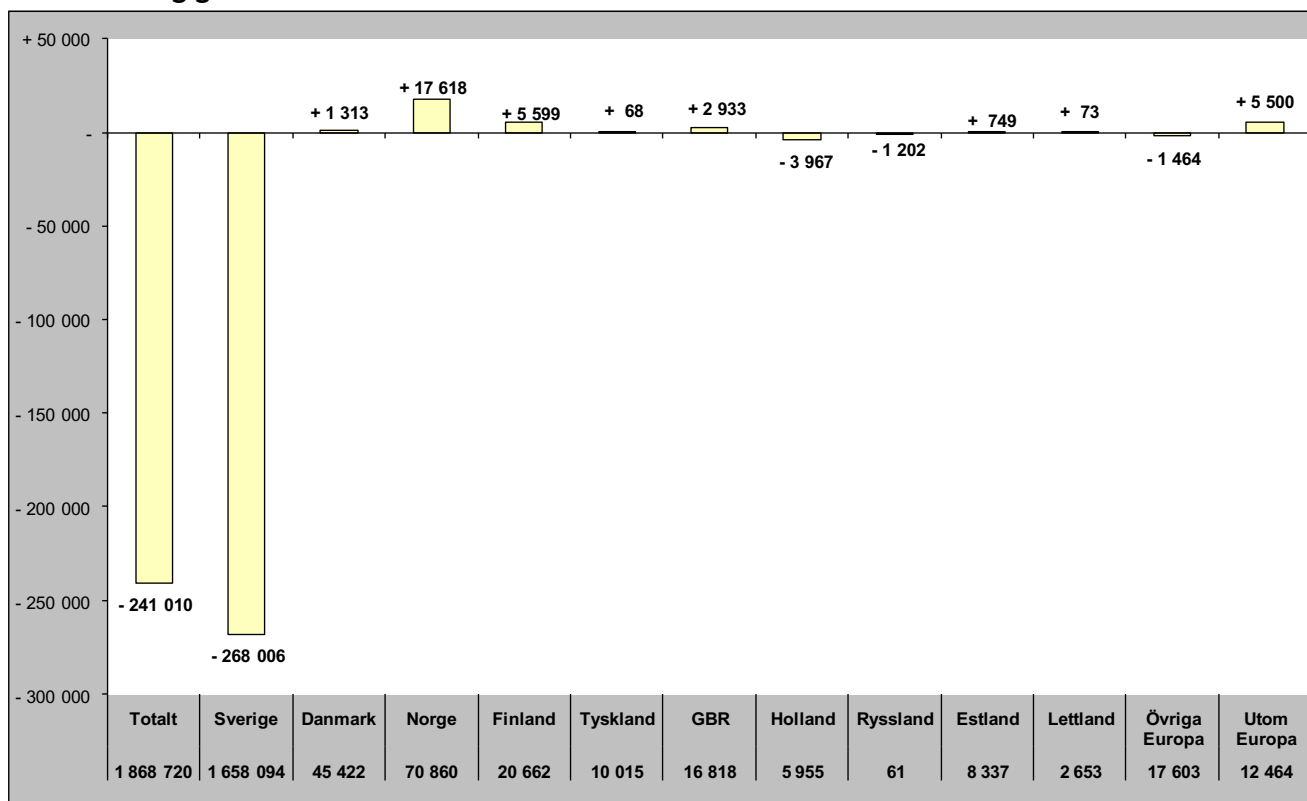 + 50 000
-
- 50 000
- 100 000
- 150 000
- 200 000
- 250 000
- 300 000
- 241 010
- 268 006
+ 1 313
+ 17 618
+ 5 599
+ 68
+ 2 933
- 3 967
- 1 202
+ 749
+ 73
- 1 464
+ 5 500
Totalt Sverige Danmark Norge Finland Tyskland GBR Holland Ryssland Estland Lettland Övriga Utom
Europa Europa
1 868 720 1 658 094 45 422 70 860 20 662 10 015 16 818 5 955 61 8 337 2 653 17 603 12 464